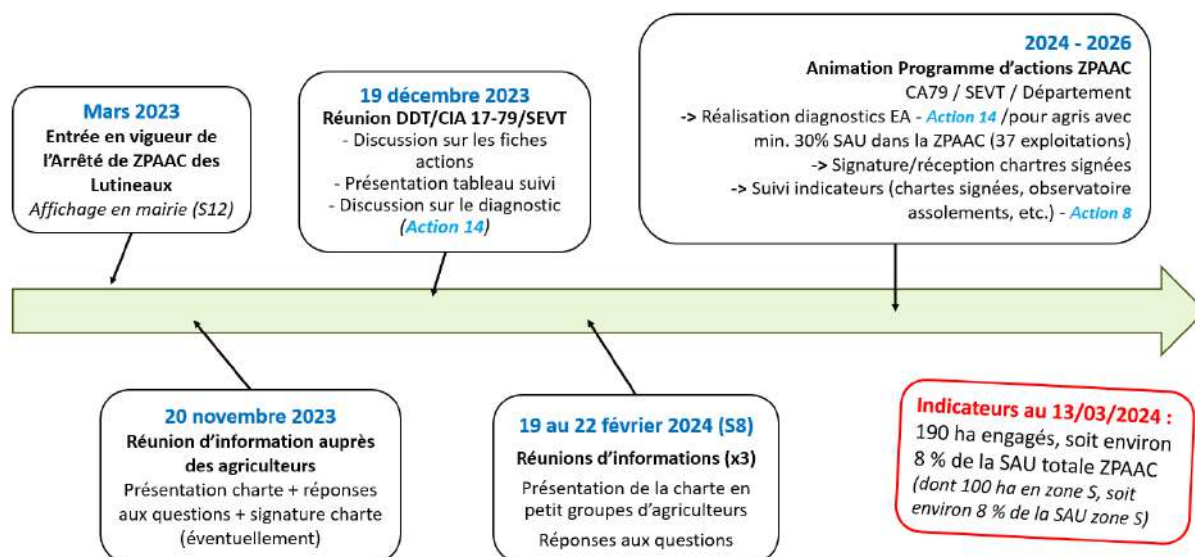 Mars 2023
Entrée en vigueur de
l'Arrêté de ZPAAC des
Lutineaux
Affichage en mairie (S12)
19 décembre 2023
Réunion DDT/CIA 17-79/SEVT
- Discussion sur les fiches
actions
- Présentation tableau suivi
- Discussion sur le diagnostic
(Action 14)
2024 - 2026
Animation Programme d'actions ZPAAC
CA79 / SEVT / Département
-> Réalisation diagnostics EA - Action 14 /pour agris avec
min. 30% SAU dans la ZPAAC (37 exploitations)
-> Signature/réception chartres signées
-> Suivi indicateurs (chartes signées, observatoire
assolements, etc.) - Action 8
20 novembre 2023
Réunion d'information auprès
des agriculteurs
Présentation charte + réponses
aux questions + signature charte
(éventuellement)
19 au 22 février 2024 (S8)
Réunions d'informations (x3)
Présentation de la charte en
petit groupes d'agriculteurs
Réponses aux questions
Indicateurs au 13/03/2024 :
190 ha engagés, soit environ
8 % de la SAU totale ZPAAC
(dont 100 ha en zone S, soit
environ 8 % de la SAU zone S)